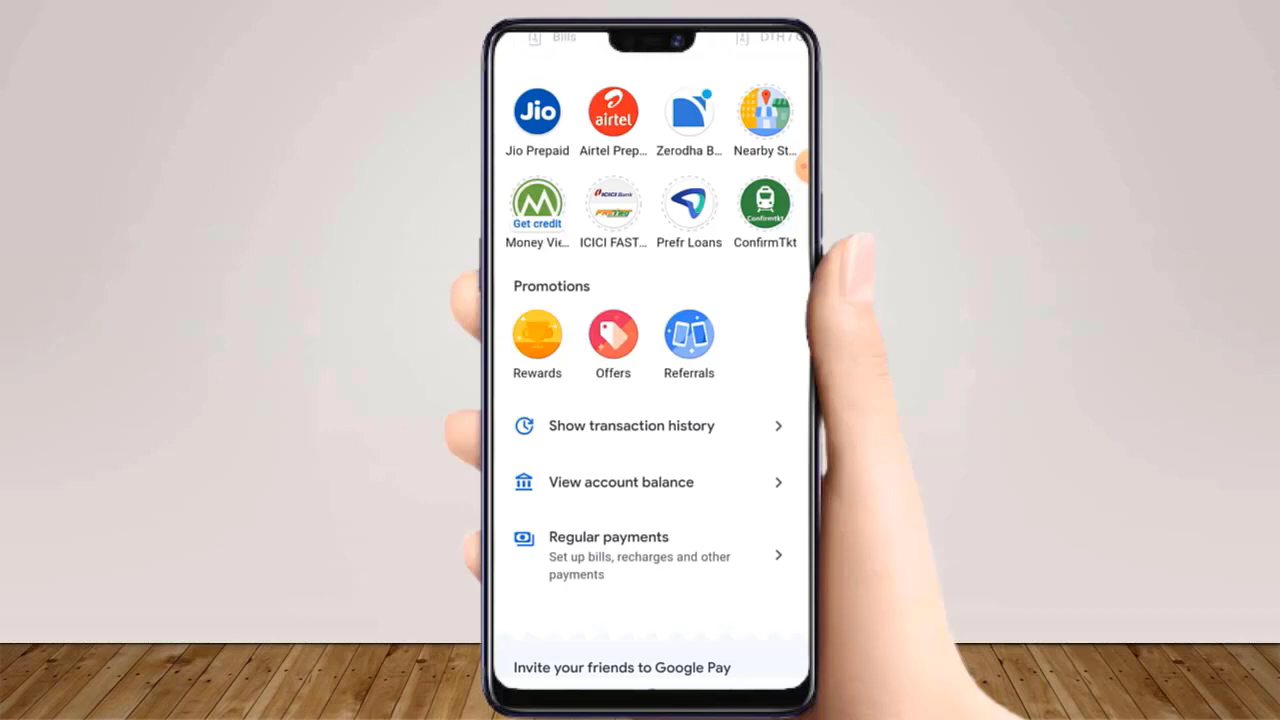 Bills DTH / C
Jio
airtel
Jio Prepaid Airtel Prep... Zerodha B... Nearby St...
Get credit
ICICI Bank
FASTag
Confirmtkt
Money Vie... ICICI FAST... Prefr Loans ConfirmTkt
Promotions
Rewards Offers Referrals
Show transaction history
View account balance
Regular payments
Set up bills, recharges and other
payments
Invite your friends to Google Pay